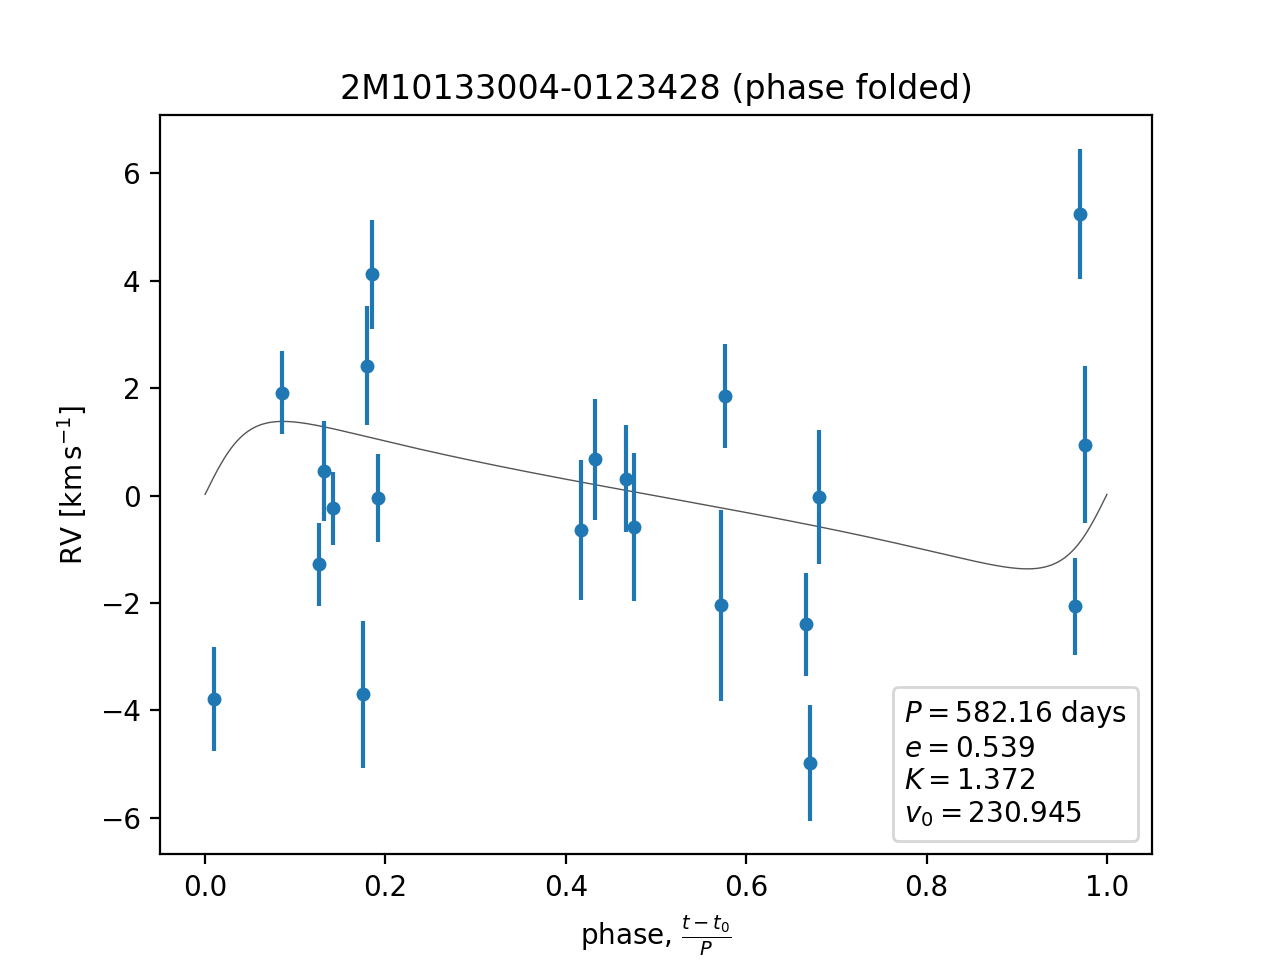 2M10133004-0123428 (phase folded)
RV [km s⁻¹]
6
4
2
0
−2
−4
−6
P = 582.16 days
e = 0.539
K = 1.372
v₀ = 230.945
0.0 0.2 0.4 0.6 0.8 1.0
phase, (t − t₀)/P